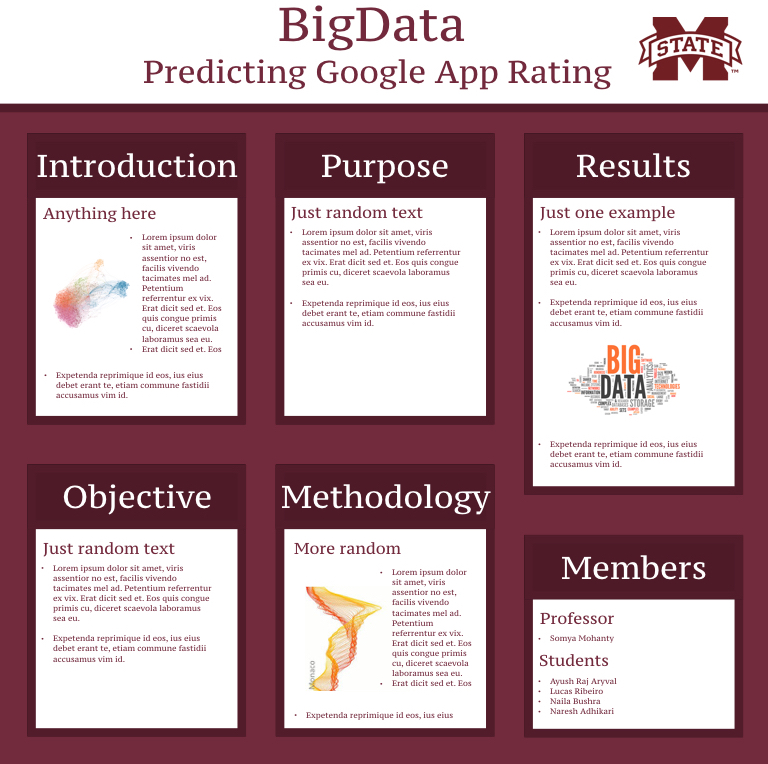 BigData
Predicting Google App Rating
STATE
TM
Introduction
Anything here
• Lorem ipsum dolor
sit amet, viris
assentior no est,
facilis vivendo
tacimates mel ad.
Petentium
referrentur ex vix.
Erat dicit sed et. Eos
quis congue primis
cu, diceret scaevola
laboramus sea eu.
• Erat dicit sed et. Eos
• Expetenda reprimique id eos, ius eius
debet erant te, etiam commune fastidii
accusamus vim id.
Purpose
Just random text
• Lorem ipsum dolor sit amet, viris
assentior no est, facilis vivendo
tacimates mel ad. Petentium referrentur
ex vix. Erat dicit sed et. Eos quis congue
primis cu, diceret scaevola laboramus
sea eu.
• Expetenda reprimique id eos, ius eius
debet erant te, etiam commune fastidii
accusamus vim id.
Results
Just one example
• Lorem ipsum dolor sit amet, viris
assentior no est, facilis vivendo
tacimates mel ad. Petentium referrentur
ex vix. Erat dicit sed et. Eos quis congue
primis cu, diceret scaevola laboramus
sea eu.
• Expetenda reprimique id eos, ius eius
debet erant te, etiam commune fastidii
accusamus vim id.
BIG
DATA
ANALYTICS
TECHNOLOGIES
INFORMATION
STORAGE
COMPLEX
SETS
• Expetenda reprimique id eos, ius eius
debet erant te, etiam commune fastidii
accusamus vim id.
Objective
Just random text
• Lorem ipsum dolor sit amet, viris
assentior no est, facilis vivendo
tacimates mel ad. Petentium referrentur
ex vix. Erat dicit sed et. Eos quis congue
primis cu, diceret scaevola laboramus
sea eu.
• Expetenda reprimique id eos, ius eius
debet erant te, etiam commune fastidii
accusamus vim id.
Methodology
More random
• Lorem ipsum dolor
sit amet, viris
assentior no est,
facilis vivendo
tacimates mel ad.
Petentium
referrentur ex vix.
Erat dicit sed et. Eos
quis congue primis
cu, diceret scaevola
laboramus sea eu.
• Erat dicit sed et. Eos
Monaco
• Expetenda reprimique id eos, ius eius
Members
Professor
• Somya Mohanty
Students
• Ayush Raj Aryval
• Lucas Ribeiro
• Naila Bushra
• Naresh Adhikari